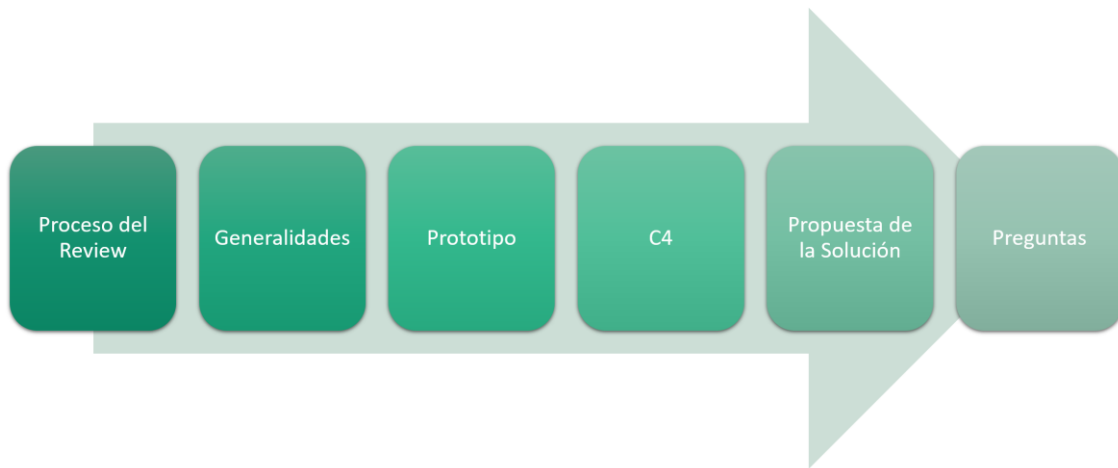 Proceso del
Review
Generalidades
Prototipo
C4
Propuesta de
la Solución
Preguntas